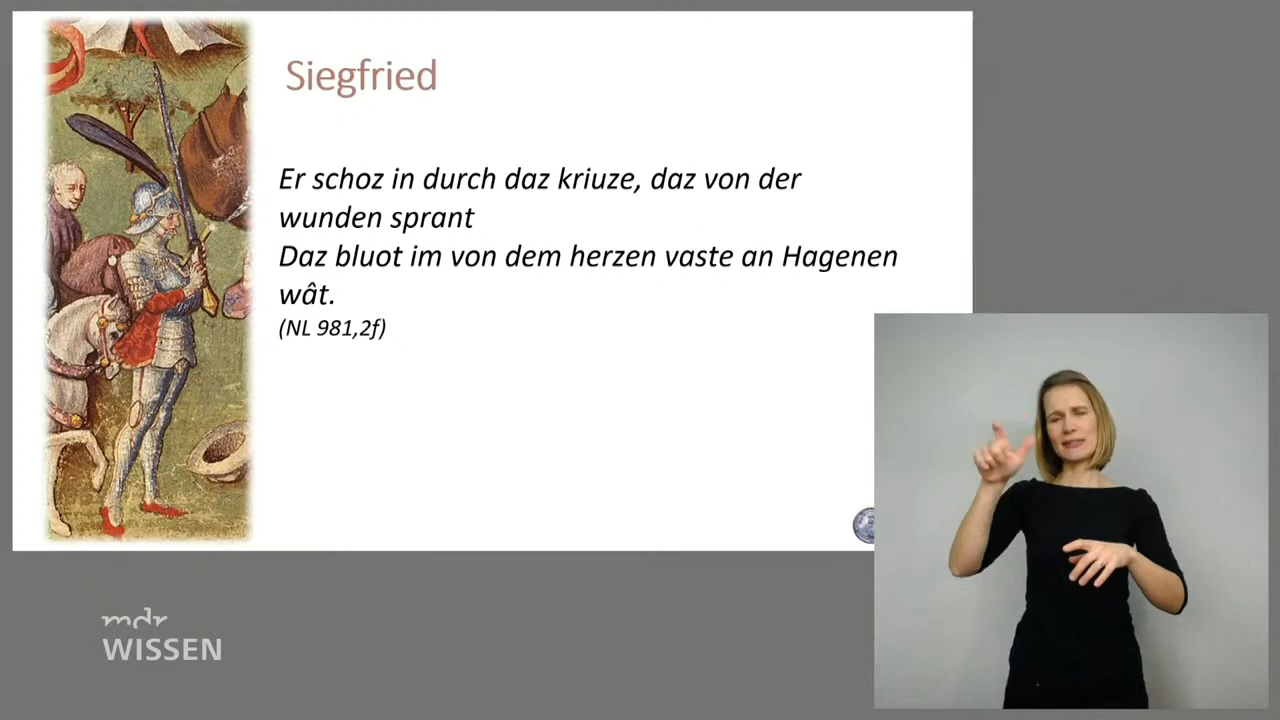 Siegfried
Er schoz in durch daz kriuze, daz von der
wunden sprant
Daz bluot im von dem herzen vaste an Hagenen
wât.
(NL 981,2f)
mdr
WISSEN